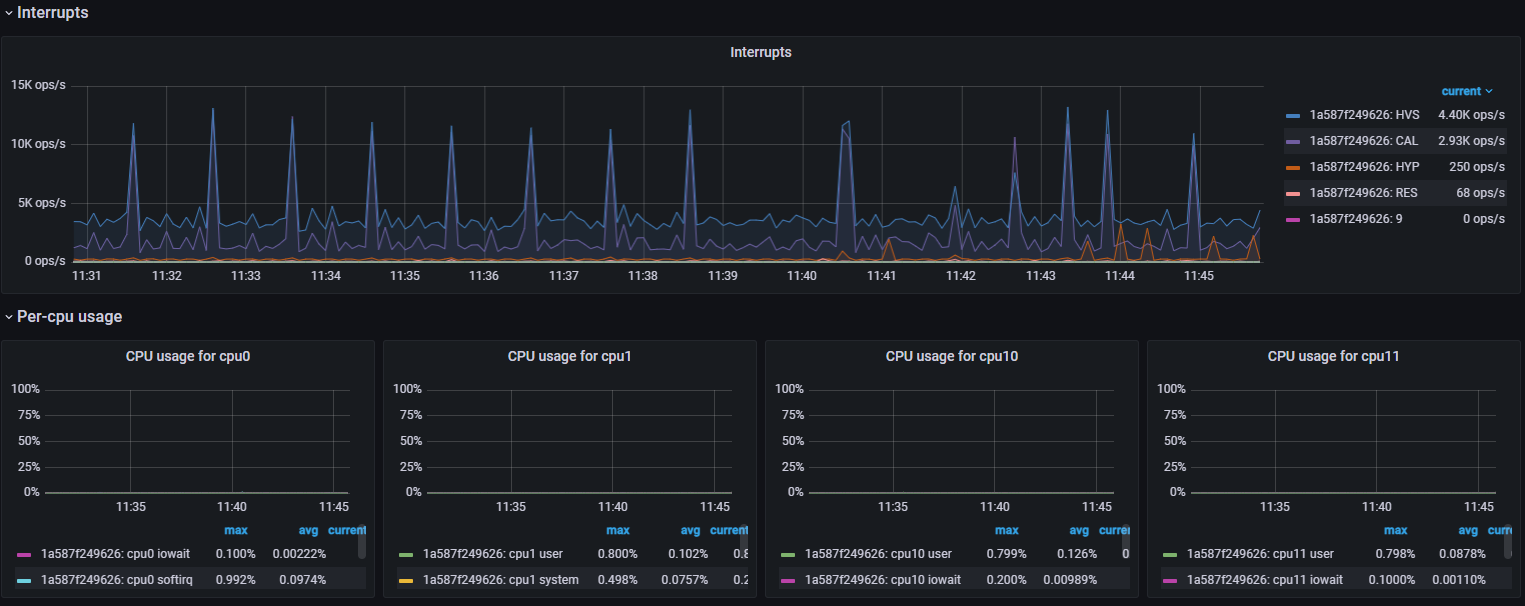 Interrupts
Interrupts
15K ops/s
10K ops/s
5K ops/s
0 ops/s
11:31 11:32 11:33 11:34 11:35 11:36 11:37 11:38 11:39 11:40 11:41 11:42 11:43 11:44 11:45
current
1a587f249626: HVS 4.40K ops/s
1a587f249626: CAL 2.93K ops/s
1a587f249626: HYP 250 ops/s
1a587f249626: RES 68 ops/s
1a587f249626: 9 0 ops/s
Per-cpu usage
CPU usage for cpu0
100%
75%
50%
25%
0%
11:35 11:40 11:45
max avg current
1a587f249626: cpu0 iowait 0.100% 0.00222%
1a587f249626: cpu0 softirq 0.992% 0.0974%
CPU usage for cpu1
100%
75%
50%
25%
0%
11:35 11:40 11:45
max avg current
1a587f249626: cpu1 user 0.800% 0.102% 0.8
1a587f249626: cpu1 system 0.498% 0.0757% 0.2
CPU usage for cpu10
100%
75%
50%
25%
0%
11:35 11:40 11:45
max avg curre
1a587f249626: cpu10 user 0.799% 0.126% 0
1a587f249626: cpu10 iowait 0.200% 0.00989%
CPU usage for cpu11
100%
75%
50%
25%
0%
11:35 11:40 11:45
max avg curr
1a587f249626: cpu11 user 0.798% 0.0878%
1a587f249626: cpu11 iowait 0.1000% 0.00110%